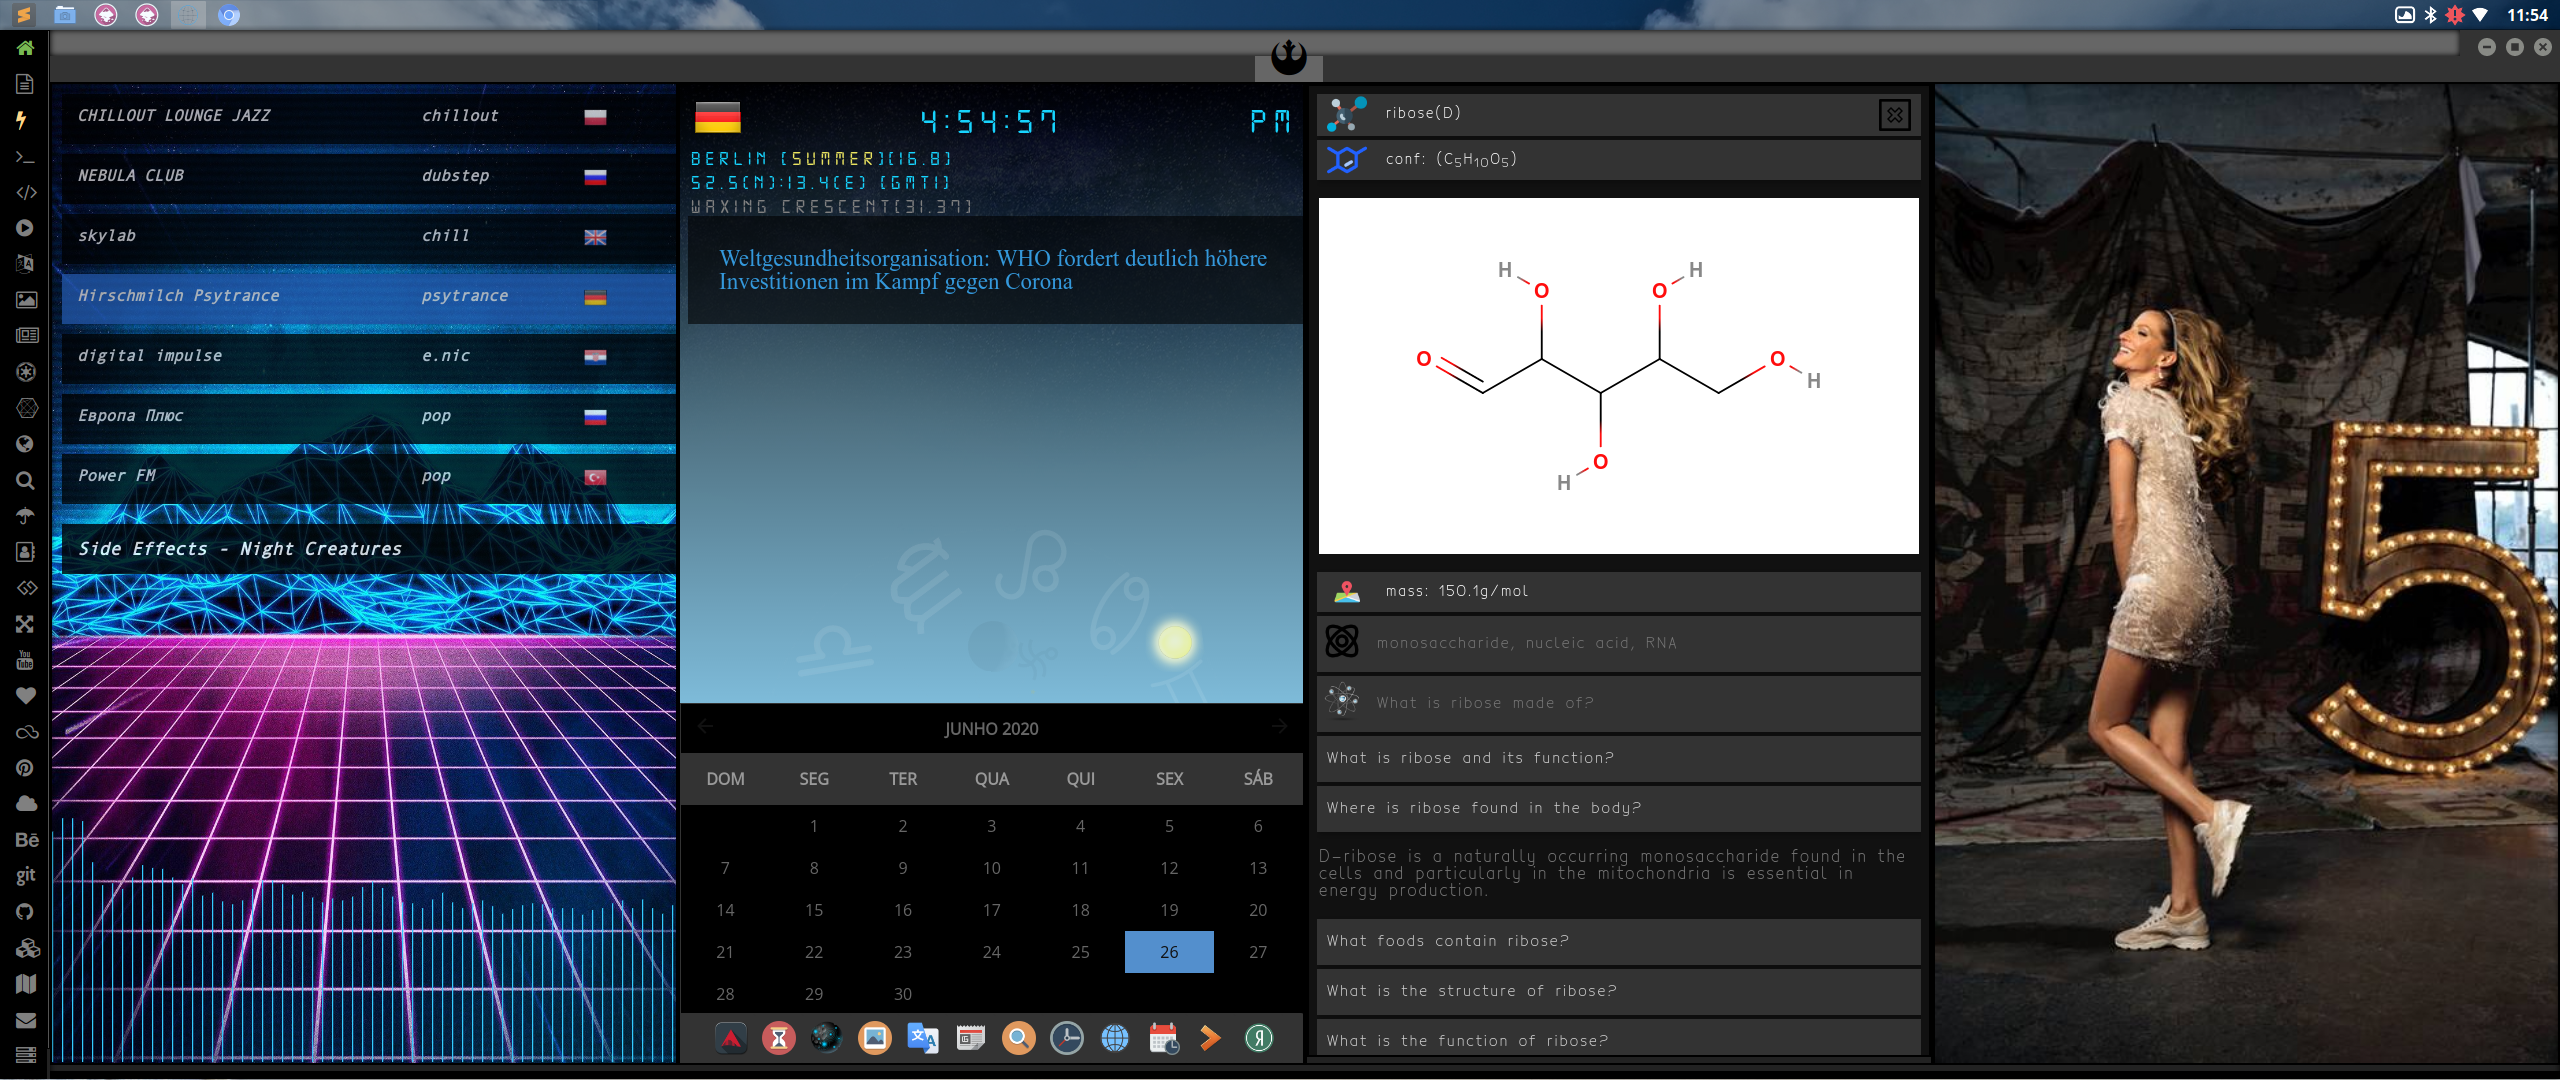 11:54
CHILLOUT LOUNGE JAZZ chillout
NEBULA CLUB dubstep
skylab chill
Hirschmilch Psytrance psytrance
digital impulse e.nic
Европа Плюс pop
Power FM pop
Side Effects - Night Creatures
You
Tube
Bē
git
4:54:57 PM
BERLIN (SUMMER)(16.8)
52.5(N):13.4(E) (GMT1)
WAXING CRESCENT(31.37)
Weltgesundheitsorganisation: WHO fordert deutlich höhere
Investitionen im Kampf gegen Corona
JUNHO 2020
DOM SEG TER QUA QUI SEX SÁB
1 2 3 4 5 6
7 8 9 10 11 12 13
14 15 16 17 18 19 20
21 22 23 24 25 26 27
28 29 30
ribose(D)
conf: (C5H10O5)
H O O H
O O H
H O
mass: 150.1g/mol
monosaccharide, nucleic acid, RNA
What is ribose made of?
What is ribose and its function?
Where is ribose found in the body?
D-ribose is a naturally occurring monosaccharide found in the
cells and particularly in the mitochondria is essential in
energy production.
What foods contain ribose?
What is the structure of ribose?
What is the function of ribose?
5